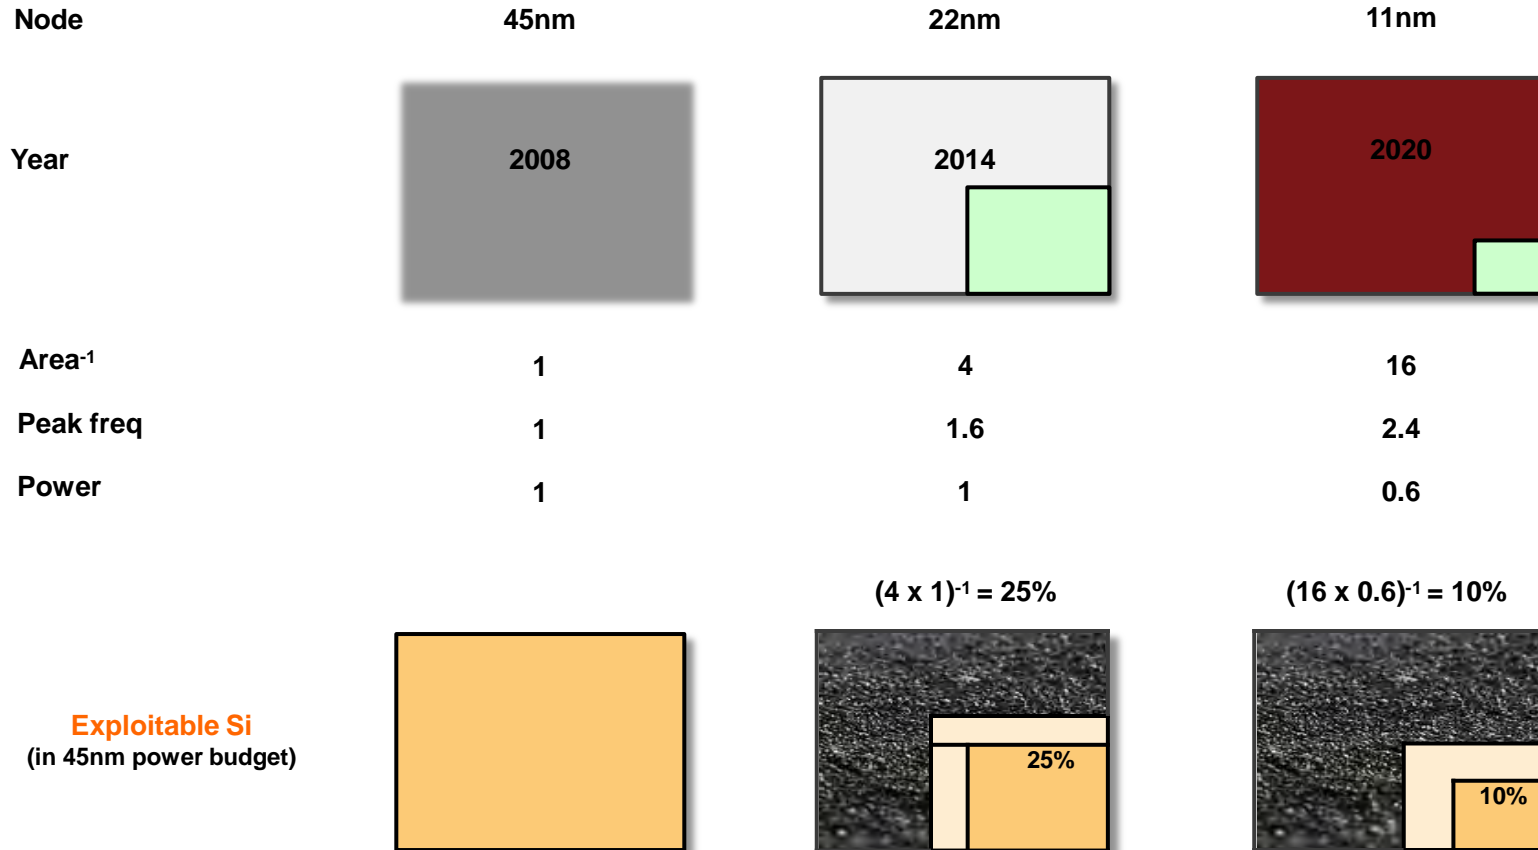 Node 45nm 22nm 11nm
Year 2008 2014 2020
Area⁻¹ 1 4 16
Peak freq 1 1.6 2.4
Power 1 1 0.6
(4 x 1)⁻¹ = 25% (16 x 0.6)⁻¹ = 10%
Exploitable Si
(in 45nm power budget)
25%
10%